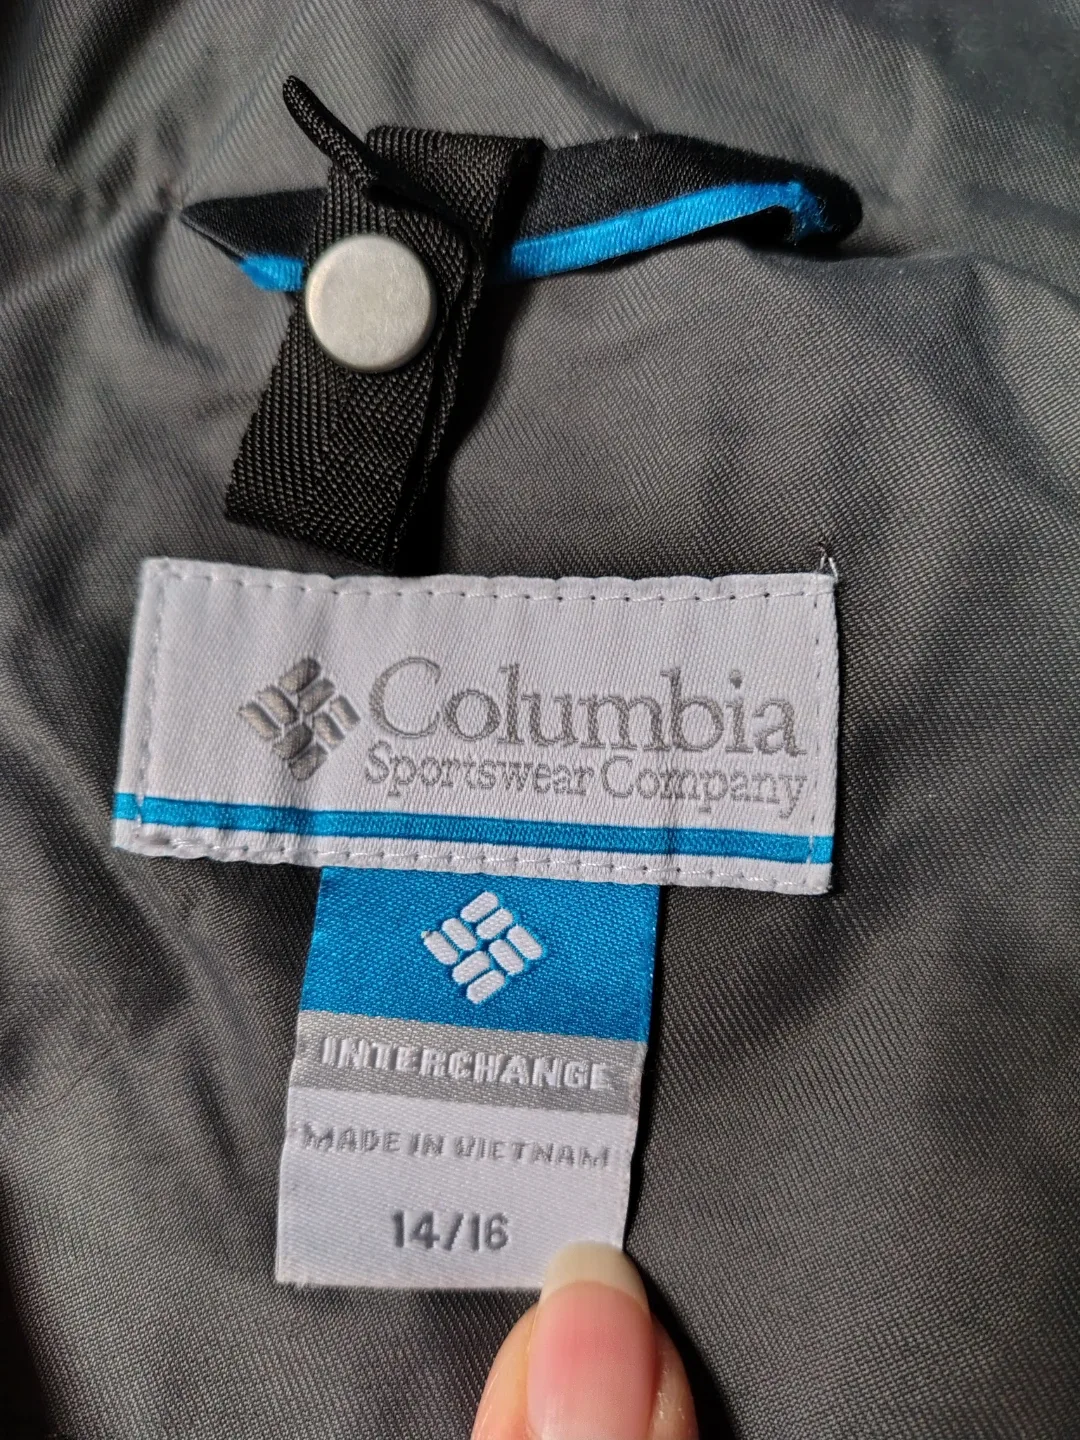 Columbia
Sportswear Company
INTERCHANGE
MADE IN VIETNAM
14/16